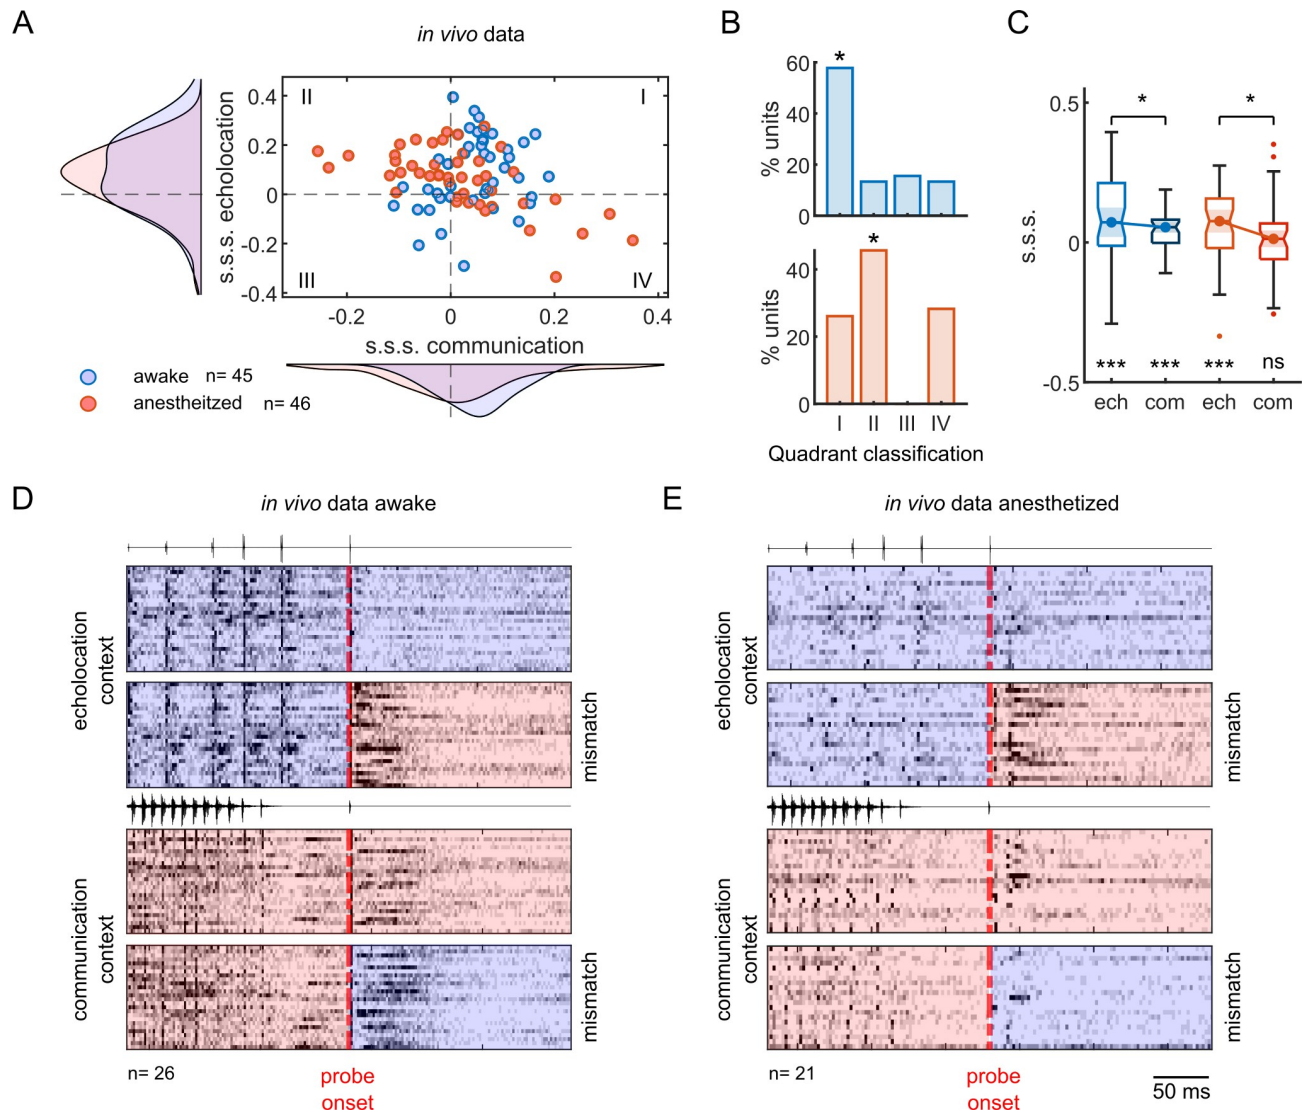 A
in vivo data
s.s.s. echolocation
0.4
0.2
0
-0.2
-0.4
II
I
III
IV
-0.2
0
0.2
0.4
s.s.s. communication
awake n= 45
anestheitzed n= 46
B
% units
60
40
20
0
*
% units
40
20
0
*
I
II
III
IV
Quadrant classification
C
s.s.s.
0.5
0
-0.5
*
*
***
***
***
ns
ech
com
ech
com
D
in vivo data awake
echolocation
context
mismatch
communication
context
mismatch
n= 26
probe
onset
E
in vivo data anesthetized
echolocation
context
mismatch
communication
context
mismatch
n= 21
probe
onset
50 ms